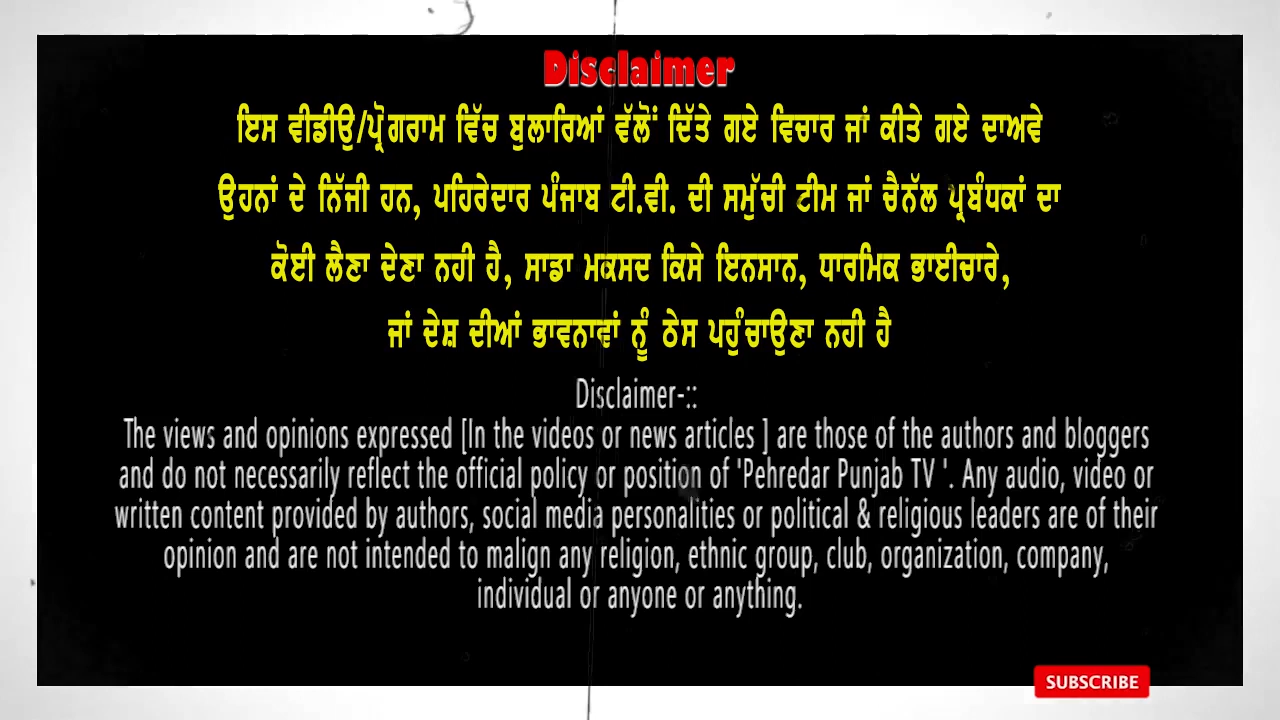 Disclaimer
ਇਸ ਵੀਡੀਉ/ਪ੍ਰੋਗਰਾਮ ਵਿੱਚ ਬੁਲਾਰਿਆਂ ਵੱਲੋਂ ਦਿੱਤੇ ਗਏ ਵਿਚਾਰ ਜਾਂ ਕੀਤੇ ਗਏ ਦਾਅਵੇ
ਉਹਨਾਂ ਦੇ ਨਿੱਜੀ ਹਨ, ਪਹਿਰੇਦਾਰ ਪੰਜਾਬ ਟੀ.ਵੀ. ਦੀ ਸਮੁੱਚੀ ਟੀਮ ਜਾਂ ਚੈਨੱਲ ਪ੍ਰਬੰਧਕਾਂ ਦਾ
ਕੋਈ ਲੈਣਾ ਦੇਣਾ ਨਹੀ ਹੈ, ਸਾਡਾ ਮਕਸਦ ਕਿਸੇ ਇਨਸਾਨ, ਧਾਰਮਿਕ ਭਾਈਚਾਰੇ,
ਜਾਂ ਦੇਸ਼ ਦੀਆਂ ਭਾਵਨਾਵਾਂ ਨੂੰ ਠੇਸ ਪਹੁੰਚਾਉਣਾ ਨਹੀ ਹੈ
Disclaimer-::
The views and opinions expressed [In the videos or news articles ] are those of the authors and bloggers
and do not necessarily reflect the official policy or position of 'Pehredar Punjab TV '. Any audio, video or
written content provided by authors, social media personalities or political & religious leaders are of their
opinion and are not intended to malign any religion, ethnic group, club, organization, company,
individual or anyone or anything.
SUBSCRIBE